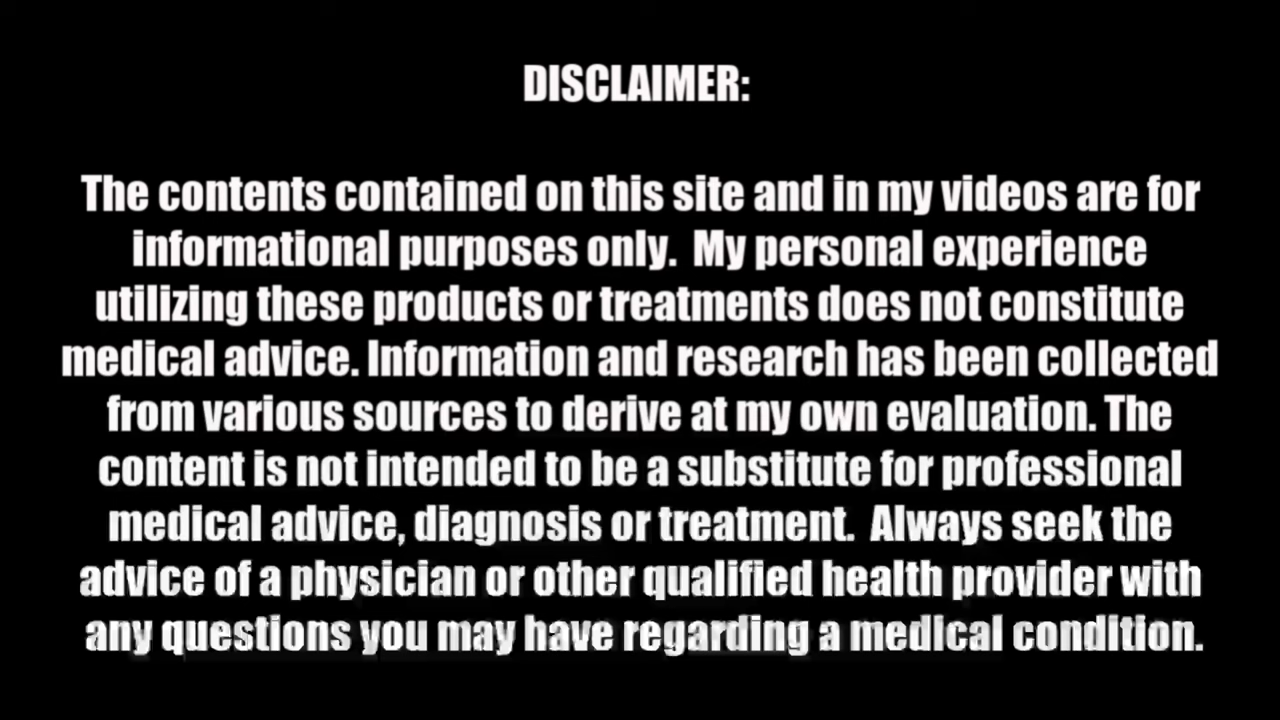 DISCLAIMER:
The contents contained on this site and in my videos are for
informational purposes only.  My personal experience
utilizing these products or treatments does not constitute
medical advice. Information and research has been collected
from various sources to derive at my own evaluation. The
content is not intended to be a substitute for professional
medical advice, diagnosis or treatment.  Always seek the
advice of a physician or other qualified health provider with
any questions you may have regarding a medical condition.